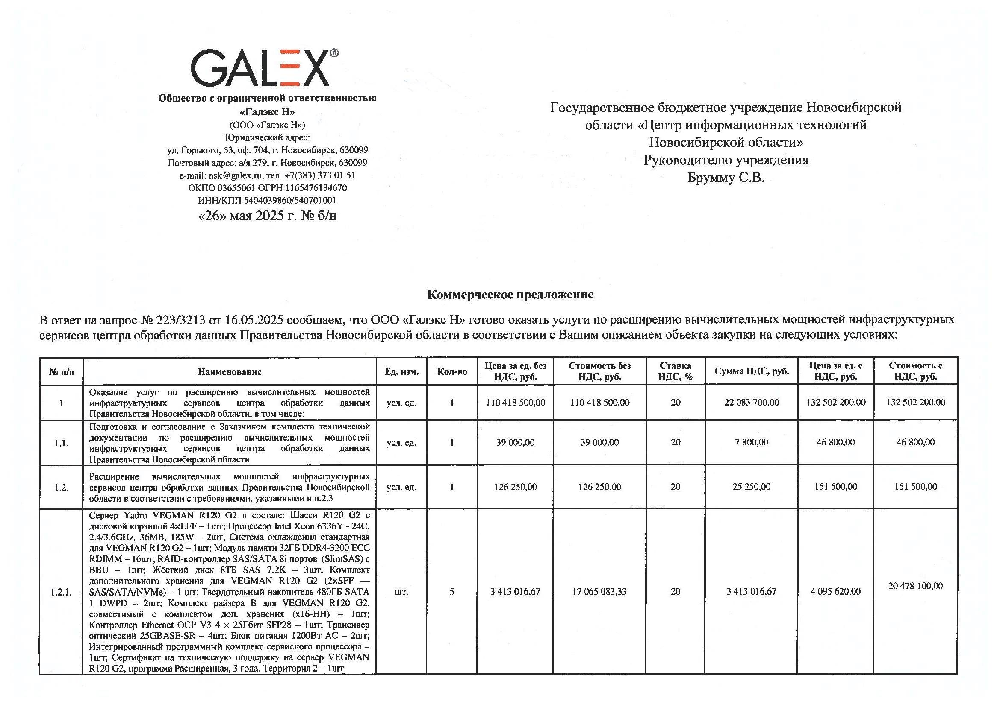 GALEX®
Общество с ограниченной ответственностью
«Галэкс Н»
(ООО «Галэкс Н»)
Юридический адрес:
ул. Горького, 53, оф. 704, г. Новосибирск, 630099
Почтовый адрес: а/я 279, г. Новосибирск, 630099
e-mail: nsk@galex.ru, тел. +7(383) 373 01 51
ОКПО 03655061 ОГРН 1165476134670
ИНН/КПП 5404039860/540701001
«26» мая 2025 г. № б/н
Государственное бюджетное учреждение Новосибирской
области «Центр информационных технологий
Новосибирской области»
Руководителю учреждения
Брумму С.В.
Коммерческое предложение
В ответ на запрос № 223/3213 от 16.05.2025 сообщаем, что ООО «Галэкс Н» готово оказать услуги по расширению вычислительных мощностей инфраструктурных
сервисов центра обработки данных Правительства Новосибирской области в соответствии с Вашим описанием объекта закупки на следующих условиях:
№ п/п
Наименование
Ед. изм.
Кол-во
Цена за ед. без
НДС, руб.
Стоимость без
НДС, руб.
Ставка
НДС, %
Сумма НДС, руб.
Цена за ед. с
НДС, руб.
Стоимость с
НДС, руб.
1
Оказание услуг по расширению вычислительных мощностей
инфраструктурных сервисов центра обработки данных
Правительства Новосибирской области, в том числе:
усл. ед.
1
110 418 500,00
110 418 500,00
20
22 083 700,00
132 502 200,00
132 502 200,00
1.1.
Подготовка и согласование с Заказчиком комплекта технической
документации по расширению вычислительных мощностей
инфраструктурных сервисов центра обработки данных
Правительства Новосибирской области
усл. ед.
1
39 000,00
39 000,00
20
7 800,00
46 800,00
46 800,00
1.2.
Расширение вычислительных мощностей инфраструктурных
сервисов центра обработки данных Правительства Новосибирской
области в соответствии с требованиями, указанными в п.2.3
усл. ед.
1
126 250,00
126 250,00
20
25 250,00
151 500,00
151 500,00
1.2.1.
Сервер Yadro VEGMAN R120 G2 в составе: Шасси R120 G2 с
дисковой корзиной 4×LFF – 1шт; Процессор Intel Xeon 6336Y - 24C,
2.4/3.6GHz, 36MB, 185W – 2шт; Система охлаждения стандартная
для VEGMAN R120 G2 – 1шт; Модуль памяти 32ГБ DDR4-3200 ECC
RDIMM – 16шт; RAID-контроллер SAS/SATA 8i портов (SlimSAS) с
BBU – 1шт; Жёсткий диск 8ТБ SAS 7.2K – 3шт; Комплект
дополнительного хранения для VEGMAN R120 G2 (2×SFF —
SAS/SATA/NVMe) – 1 шт; Твердотельный накопитель 480ГБ SATA
1 DWPD – 2шт; Комплект райзера B для VEGMAN R120 G2,
совместимый с комплектом доп. хранения (x16-HH) – 1шт;
Контроллер Ethernet OCP V3 4 × 25Гбит SFP28 – 1шт; Трансивер
оптический 25GBASE-SR – 4шт; Блок питания 1200Вт AC – 2шт;
Интегрированный программный комплекс сервисного процессора –
1шт; Сертификат на техническую поддержку на сервер VEGMAN
R120 G2, программа Расширенная, 3 года, Территория 2 – 1шт
шт.
5
3 413 016,67
17 065 083,33
20
3 413 016,67
4 095 620,00
20 478 100,00